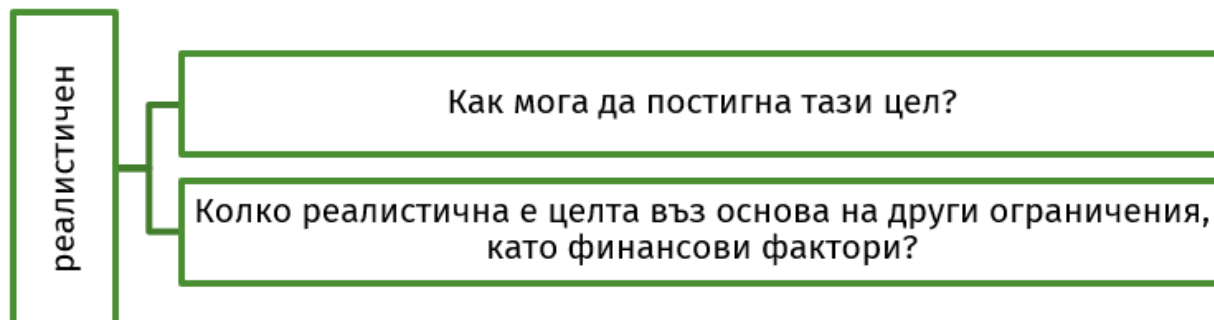 реалистичен
Как мога да постигна тази цел?
Колко реалистична е целта въз основа на други ограничения,
като финансови фактори?